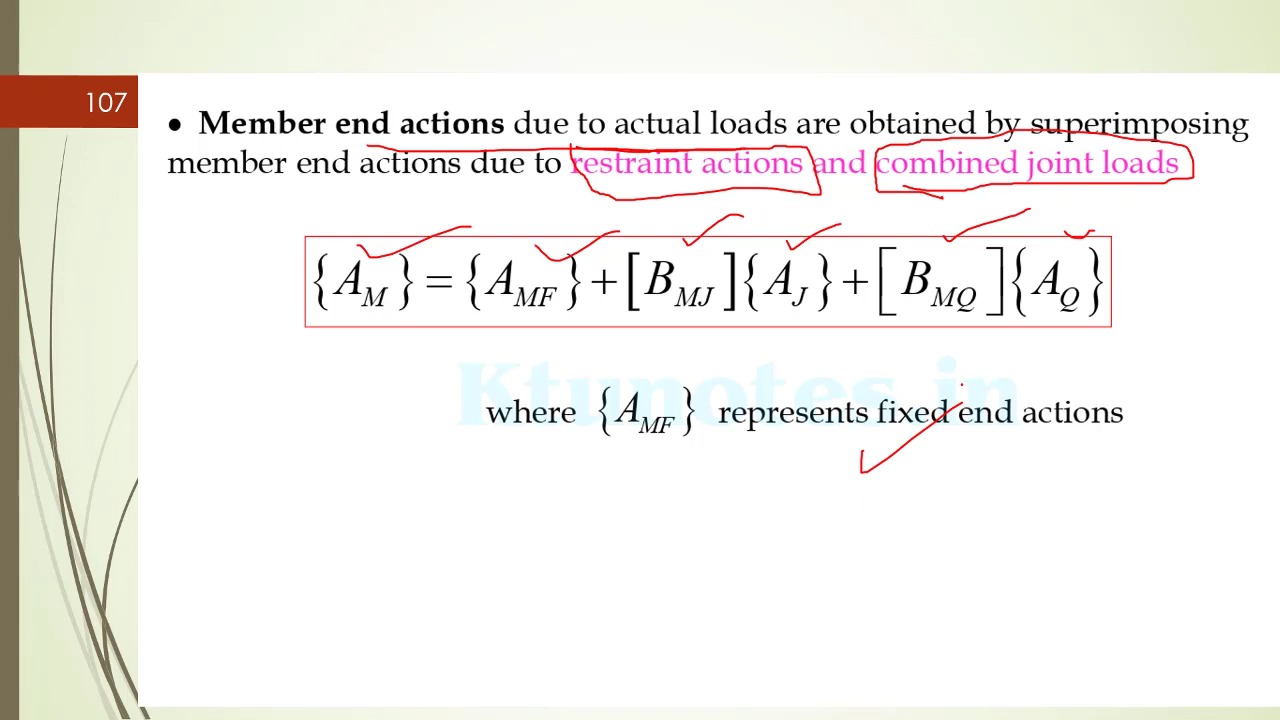 107
• Member end actions due to actual loads are obtained by superimposing
member end actions due to restraint actions and combined joint loads
{A_M} = {A_MF} + [B_MJ]{A_J} + [B_MQ]{A_Q}
Ktunotes.in
where {A_MF} represents fixed end actions